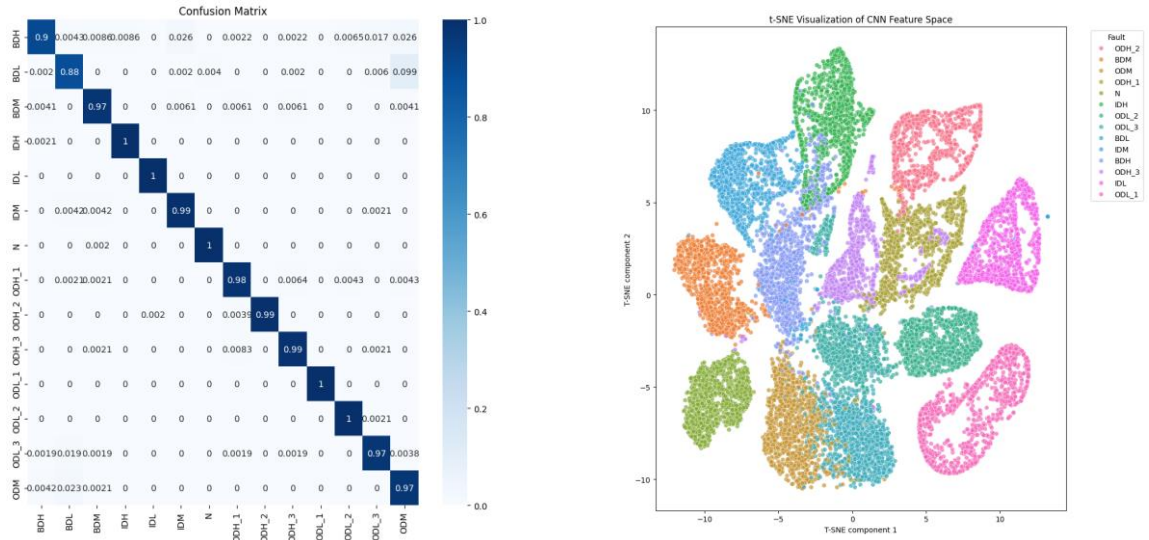 Confusion Matrix
BDH 0.9 0.0043 0.0086 0.0086 0 0.026 0 0.0022 0 0.0022 0 0.0065 0.017 0.026
BDL 0.002 0.88 0 0 0 0.002 0.004 0 0 0.002 0 0 0.006 0.099
BDM 0.0041 0 0.97 0 0 0.0061 0 0.0061 0 0.0061 0 0 0 0.0041
IDH 0.0021 0 0 1 0 0 0 0 0 0 0 0 0 0
IDL 0 0 0 0 1 0 0 0 0 0 0 0 0 0
IDM 0 0.0042 0.0042 0 0 0.99 0 0 0 0 0 0 0.0021 0
N 0 0 0.002 0 0 0 1 0 0 0 0 0 0 0
ODH_1 0 0.0021 0.0021 0 0 0 0 0.98 0 0.0064 0 0.0043 0 0.0043
ODH_2 0 0 0 0 0.002 0 0 0.0039 0.99 0 0 0 0 0
ODH_3 0 0 0.0021 0 0 0 0 0.0083 0 0.99 0 0 0.0021 0
ODL_1 0 0 0 0 0 0 0 0 0 0 1 0 0 0
ODL_2 0 0 0 0 0 0 0 0 0 0 0 1 0.0021 0
ODL_3 0.0019 0.019 0.0019 0 0 0 0 0.0019 0 0.0019 0 0 0.97 0.0038
ODM 0.0042 0.023 0.0021 0 0 0 0 0 0 0 0 0 0 0.97
BDH BDL BDM IDH IDL IDM N ODH_1 ODH_2 ODH_3 ODL_1 ODL_2 ODL_3 ODM
1.0
0.8
0.6
0.4
0.2
0.0
t-SNE Visualization of CNN Feature Space
T-SNE component 2
10
5
0
−5
−10
−10 −5 0 5 10
T-SNE component 1
Fault
ODH_2
BDM
ODM
ODH_1
N
IDH
ODL_2
ODL_3
BDL
IDM
BDH
ODH_3
IDL
ODL_1